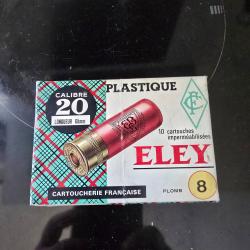 PLASTIQUE
CALIBRE
20
LONGUEUR 65mm
10 cartouches
imperméabilisées
ELEY
CARTOUCHERIE FRANÇAISE
PLOMB 8